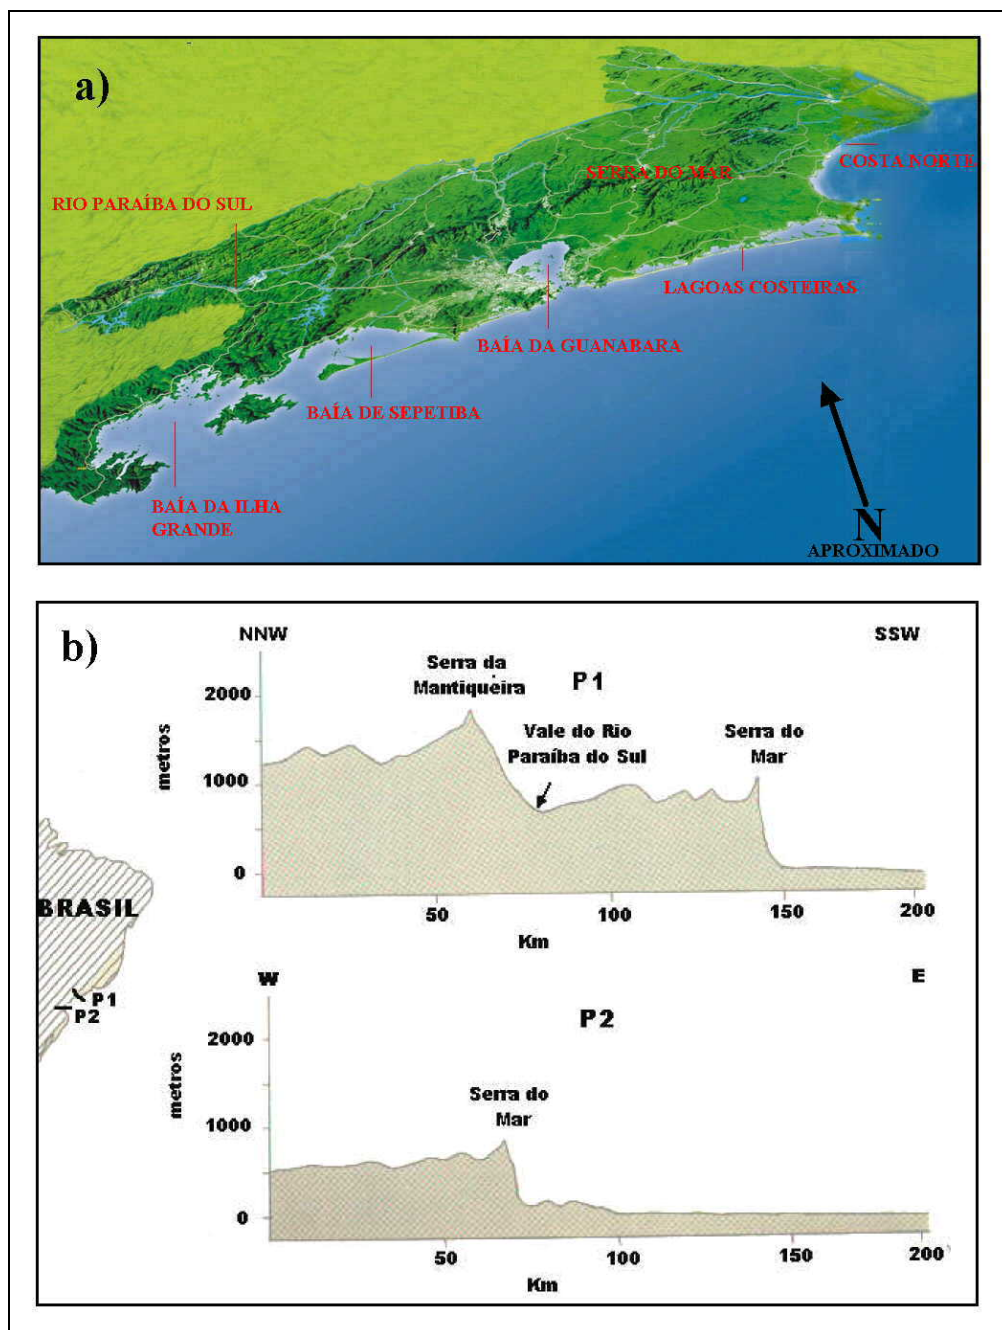 a)
COSTA NORTE
SERRA DO MAR
RIO PARAÍBA DO SUL
LAGOAS COSTEIRAS
BAÍA DA GUANABARA
BAÍA DE SEPETIBA
BAÍA DA ILHA
GRANDE
N
APROXIMADO
b)
NNW
SSW
Serra da
Mantiqueira
P1
Vale do Rio
Paraíba do Sul
Serra do
Mar
metros
2000
1000
0
50
100
150
200
Km
BRASIL
P1
P2
W
E
P2
Serra do
Mar
metros
2000
1000
0
50
100
150
200
Km